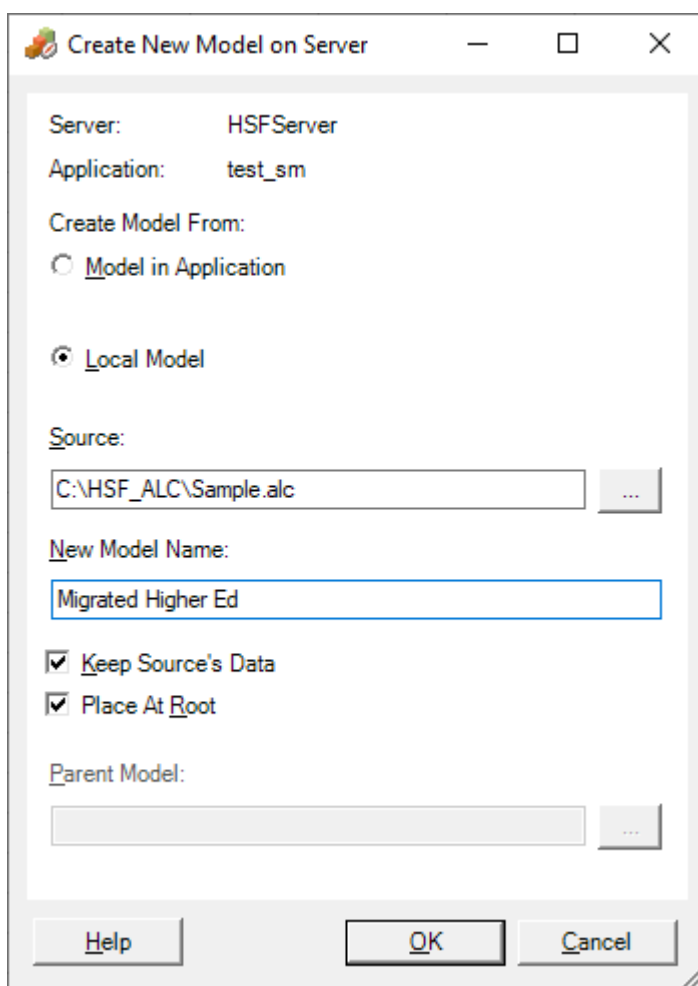 Create New Model on Server
Server: HSFServer
Application: test_sm
Create Model From:
Model in Application
Local Model
Source:
C:\HSF_ALC\Sample.alc ...
New Model Name:
Migrated Higher Ed
Keep Source's Data
Place At Root
Parent Model:
...
Help OK Cancel